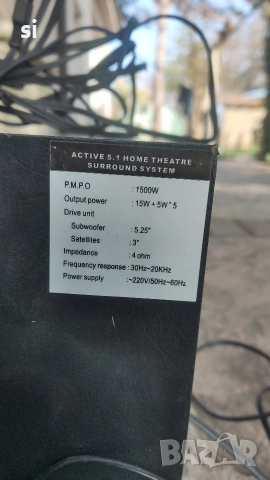 si
ACTIVE 5.1 HOME THEATRE
SURROUND SYSTEM
P.M.P.O : 1500W
Output power : 15W + 5W * 5
Drive unit
Subwoofer : 5.25"
Satellites : 3"
Impedance : 4 ohm
Frequency response : 30Hz~20KHz
Power supply : ~220V/50Hz~60Hz
BAZAR